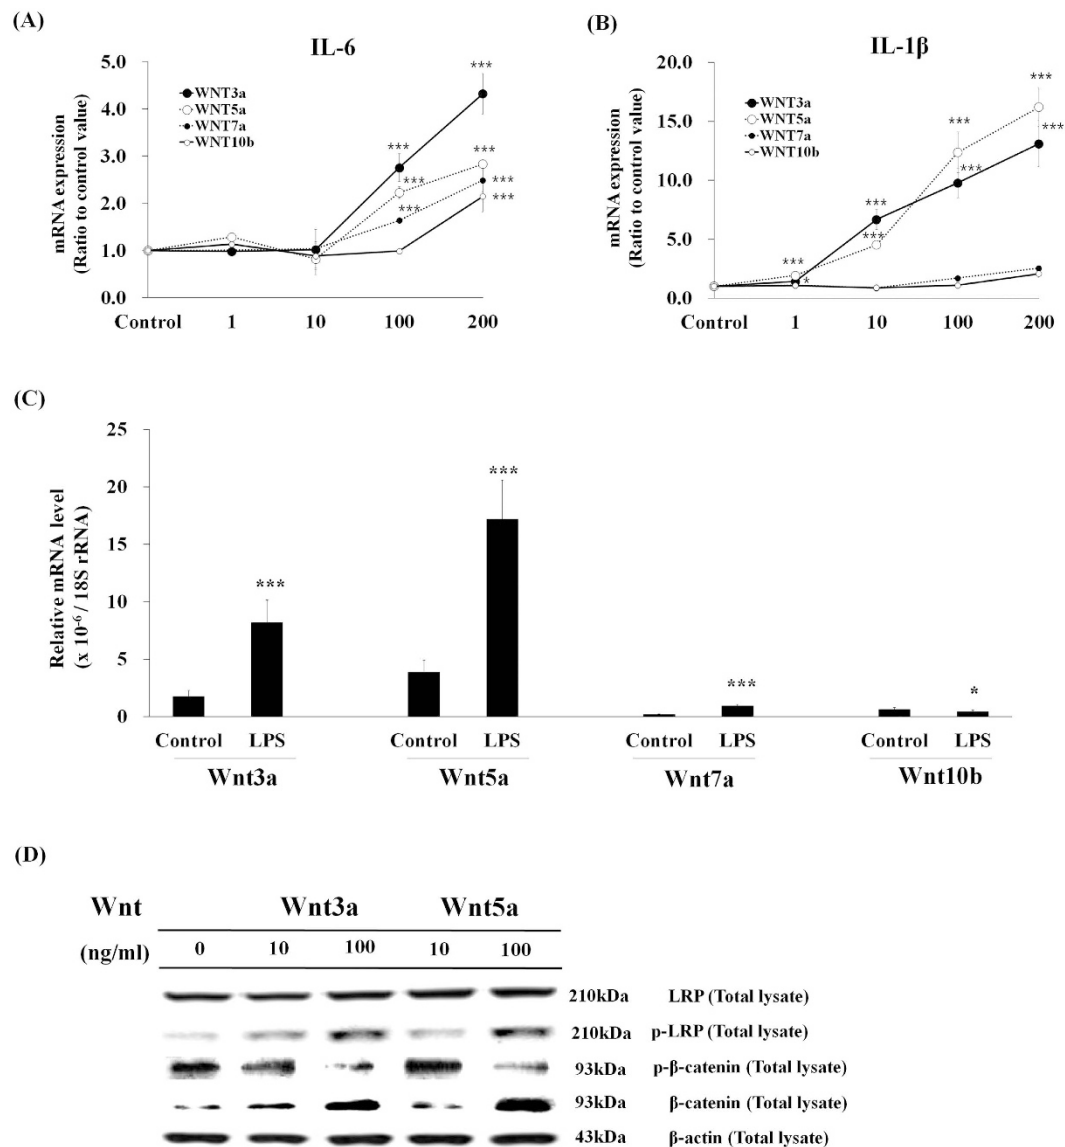 (A)
IL-6
5.0
4.0
3.0
2.0
1.0
0.0
mRNA expression
(Ratio to control value)
WNT3a
WNT5a
WNT7a
WNT10b
***
***
***
***
***
***
***
Control 1 10 100 200
(B)
IL-1β
20.0
15.0
10.0
5.0
0.0
mRNA expression
(Ratio to control value)
WNT3a
WNT5a
WNT7a
WNT10b
***
*
***
***
***
***
***
***
Control 1 10 100 200
(C)
25
20
15
10
5
0
Relative mRNA level
(x 10⁻⁶ / 18S rRNA)
***
***
***
*
Control LPS Control LPS Control LPS Control LPS
Wnt3a Wnt5a Wnt7a Wnt10b
(D)
Wnt Wnt3a Wnt5a
(ng/ml) 0 10 100 10 100
210kDa LRP (Total lysate)
210kDa p-LRP (Total lysate)
93kDa p-β-catenin (Total lysate)
93kDa β-catenin (Total lysate)
43kDa β-actin (Total lysate)